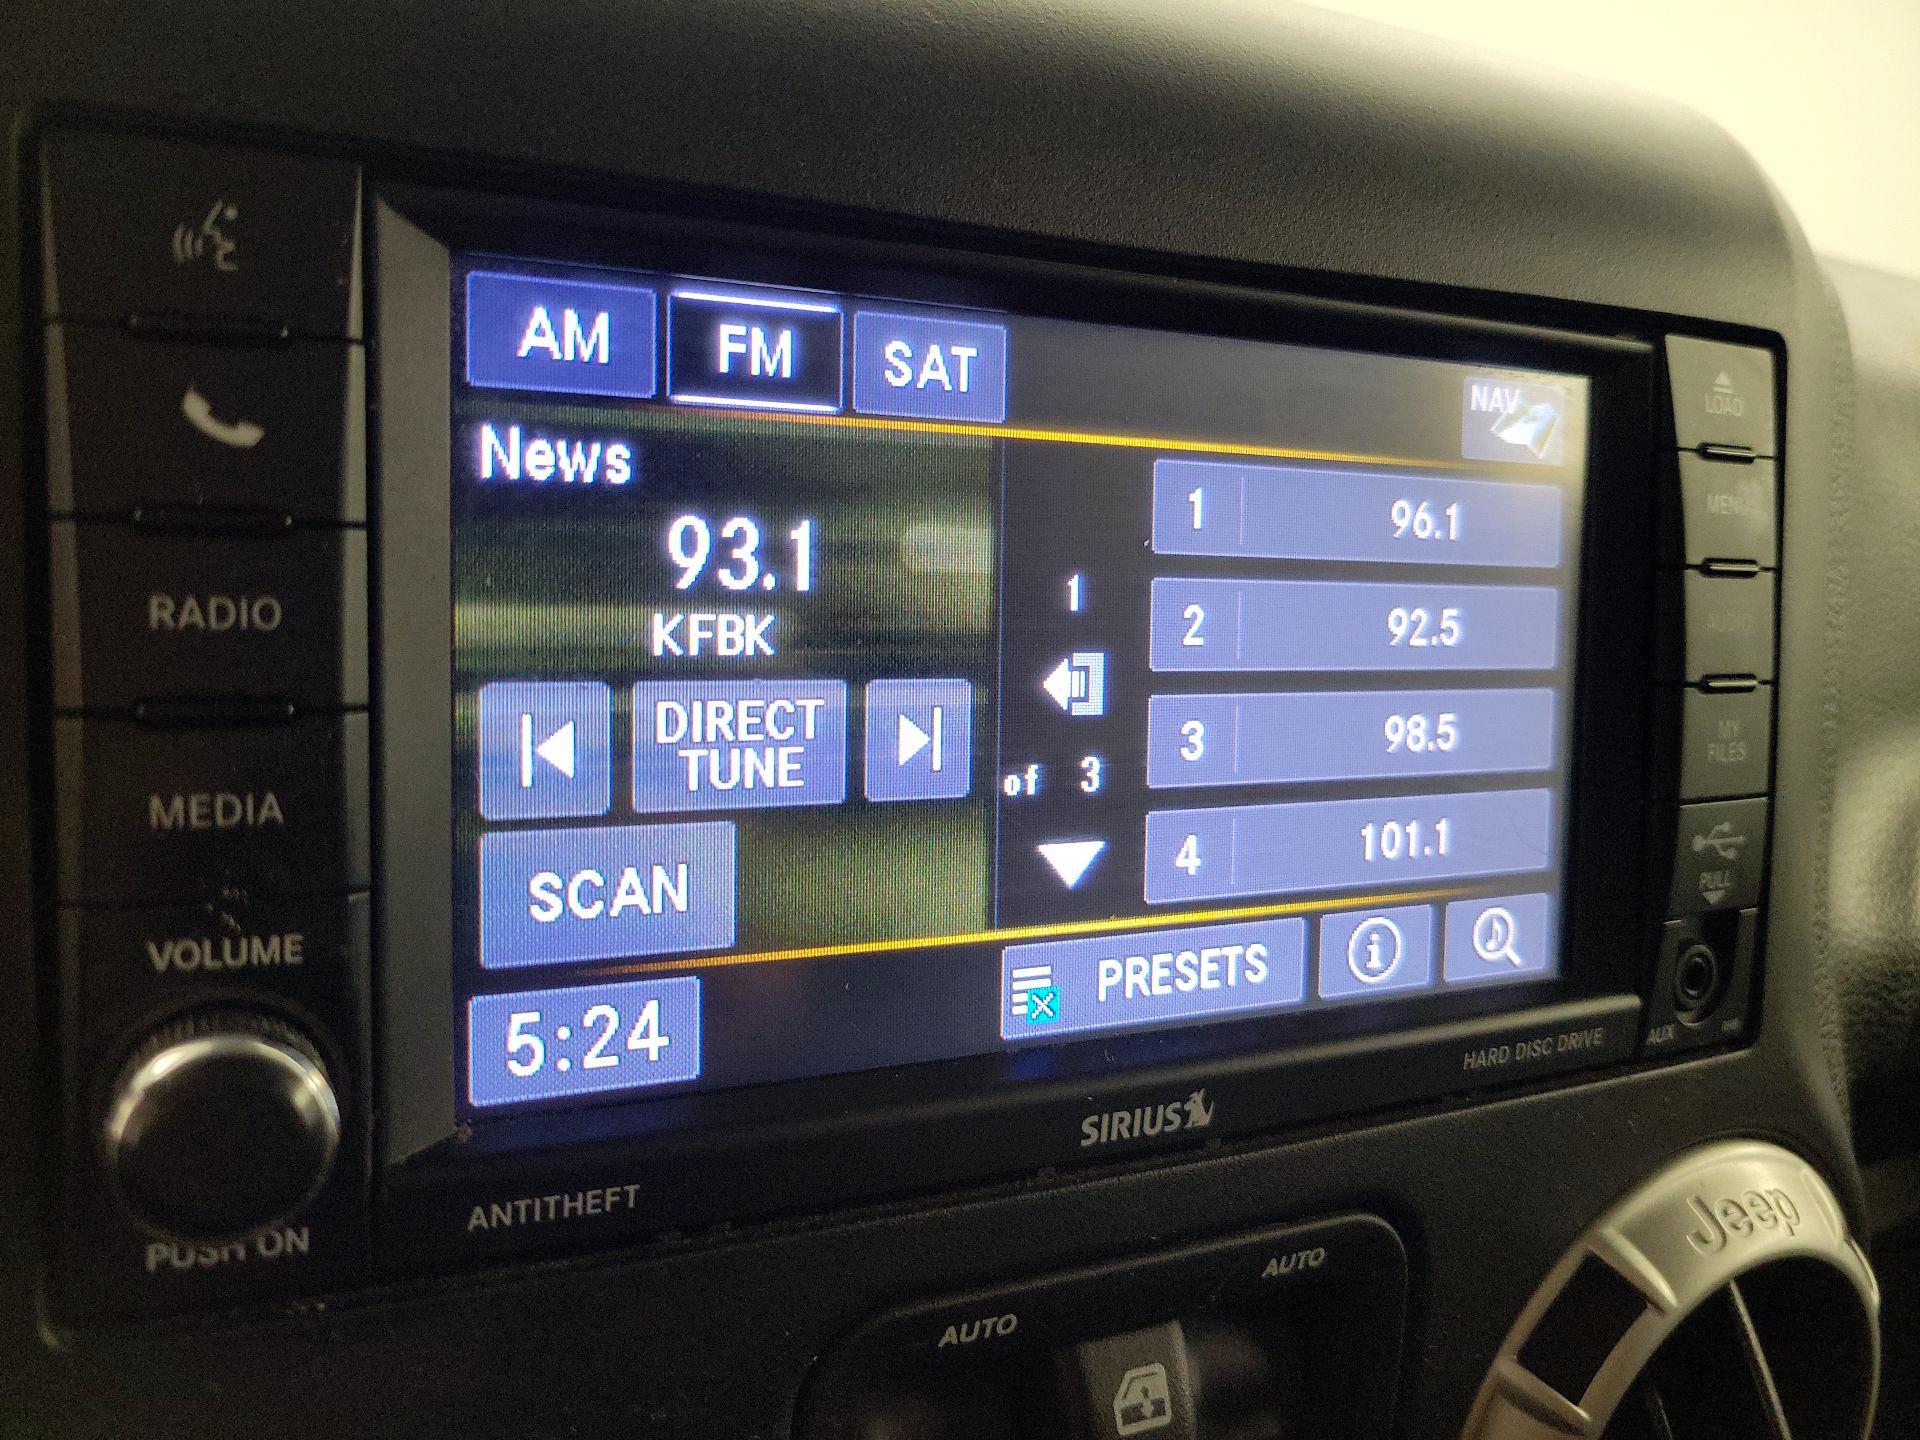 AM FM SAT
NAV
News
93.1
KFBK
DIRECT
TUNE
SCAN
5:24
1
of 3
1 96.1
2 92.5
3 98.5
4 101.1
PRESETS
RADIO
MEDIA
VOLUME
PUSH ON
LOAD
MENU
MY
FILES
PULL
AUX
HARD DISC DRIVE
SIRIUS
ANTITHEFT
AUTO
AUTO
Jeep